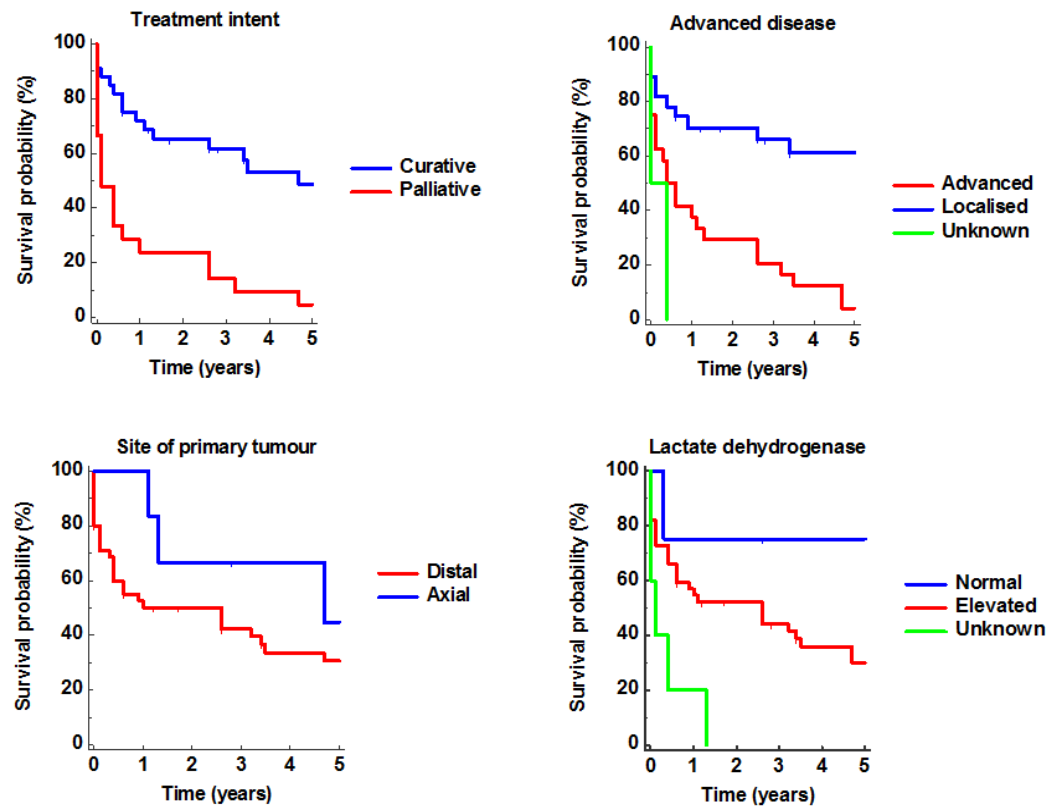 Treatment intent
Survival probability (%)
100
80
60
40
20
0
0 1 2 3 4 5
Time (years)
Curative
Palliative
Advanced disease
Survival probability (%)
100
80
60
40
20
0
0 1 2 3 4 5
Time (years)
Advanced
Localised
Unknown
Site of primary tumour
Survival probability (%)
100
80
60
40
20
0
0 1 2 3 4 5
Time (years)
Distal
Axial
Lactate dehydrogenase
Survival probability (%)
100
80
60
40
20
0
0 1 2 3 4 5
Time (years)
Normal
Elevated
Unknown